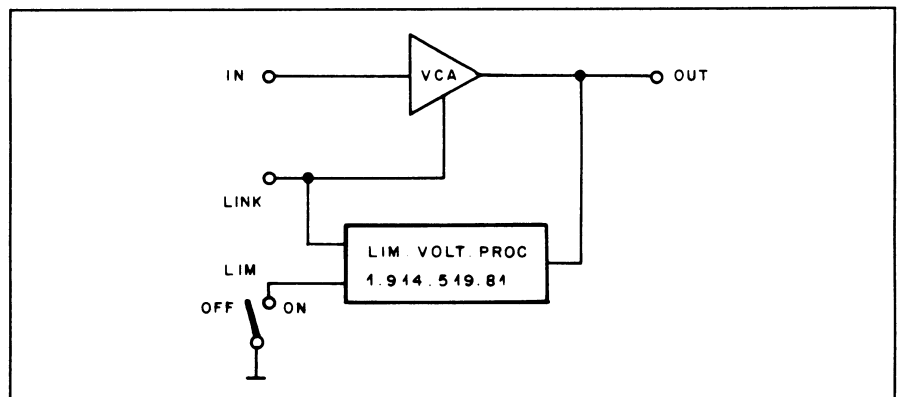 IN
VCA
OUT
LINK
LIM. VOLT. PROC
1.914.519.81
LIM
OFF
ON